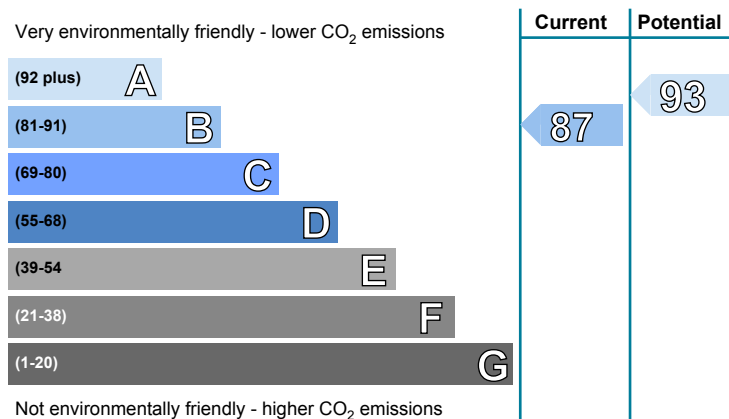 Current Potential
Very environmentally friendly - lower CO2 emissions
(92 plus) A
93
(81-91) B
87
(69-80) C
(55-68) D
(39-54 E
(21-38) F
(1-20) G
Not environmentally friendly - higher CO2 emissions